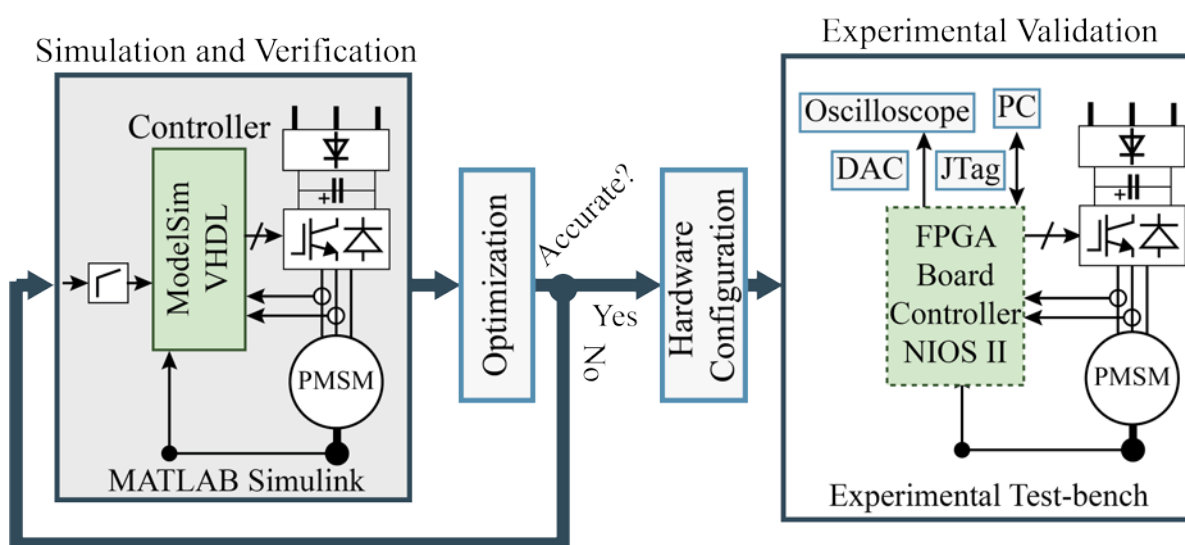 Simulation and Verification
Controller
ModelSim
VHDL
+
PMSM
MATLAB Simulink
Optimization
Accurate?
Yes
No
Hardware
Configuration
Experimental Validation
Oscilloscope
PC
DAC
JTag
+
FPGA
Board
Controller
NIOS II
PMSM
Experimental Test-bench